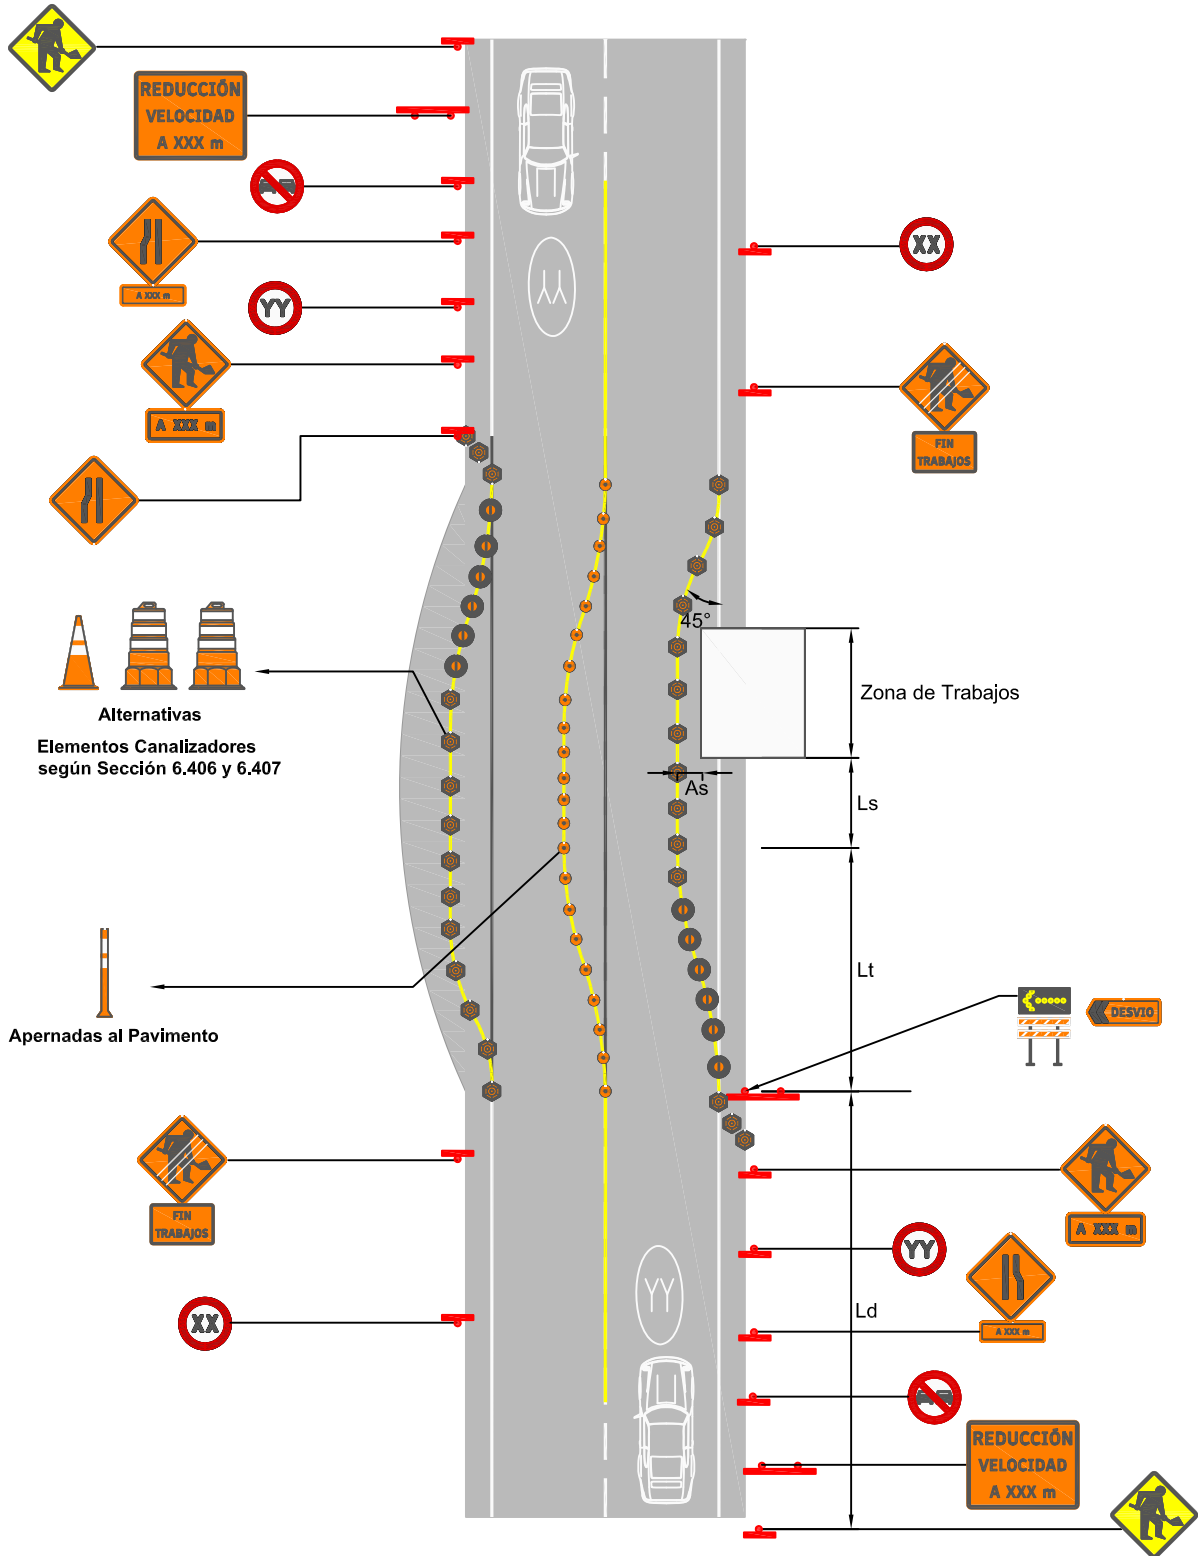 REDUCCIÓN
VELOCIDAD
A XXX m
A XXX m
YY
A XXX m
XX
FIN
TRABAJOS
YY
45°
Zona de Trabajos
Alternativas
Elementos Canalizadores
según Sección 6.406 y 6.407
As
Ls
Lt
Apernadas al Pavimento
DESVIO
FIN
TRABAJOS
A XXX m
YY
XX
YY
Ld
A XXX m
REDUCCIÓN
VELOCIDAD
A XXX m